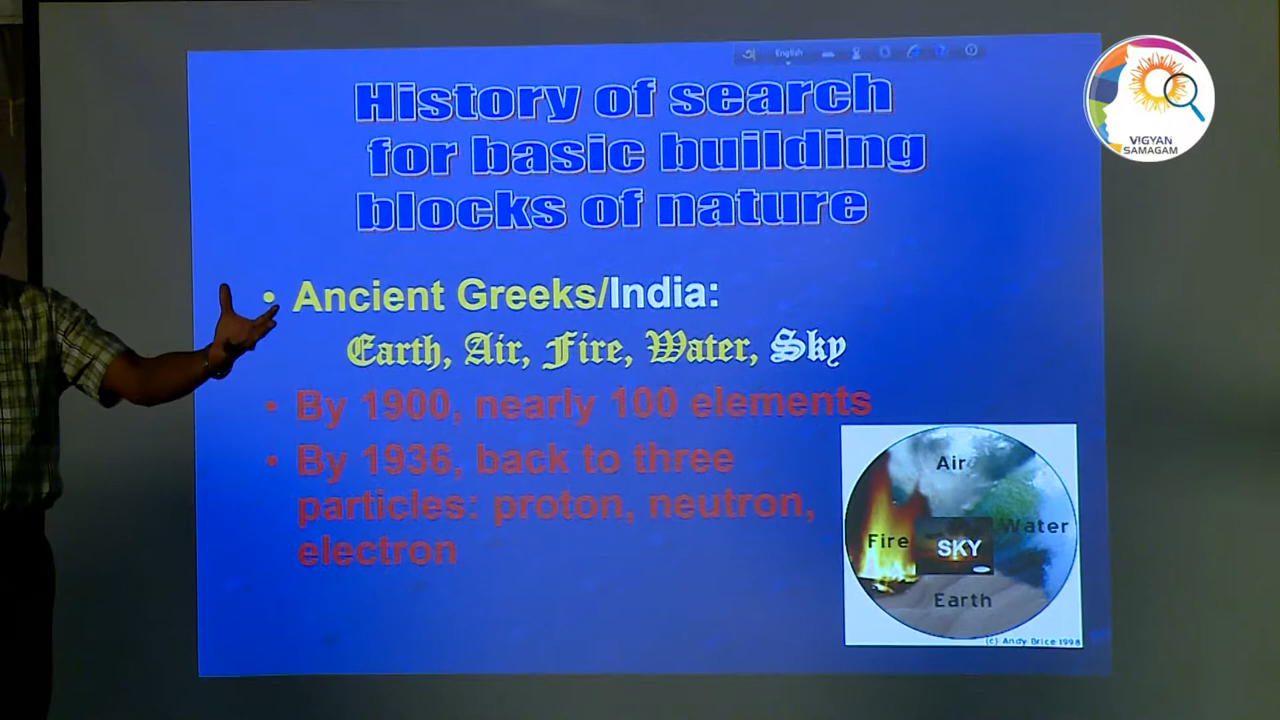 English
VIGYAN
SAMAGAM
History of search
for basic building
blocks of nature
• Ancient Greeks/India:
Earth, Air, Fire, Water, Sky
• By 1900, nearly 100 elements
• By 1936, back to three
particles: proton, neutron,
electron
Air
Water
Fire
SKY
Earth
(c) Andy Brice 1998